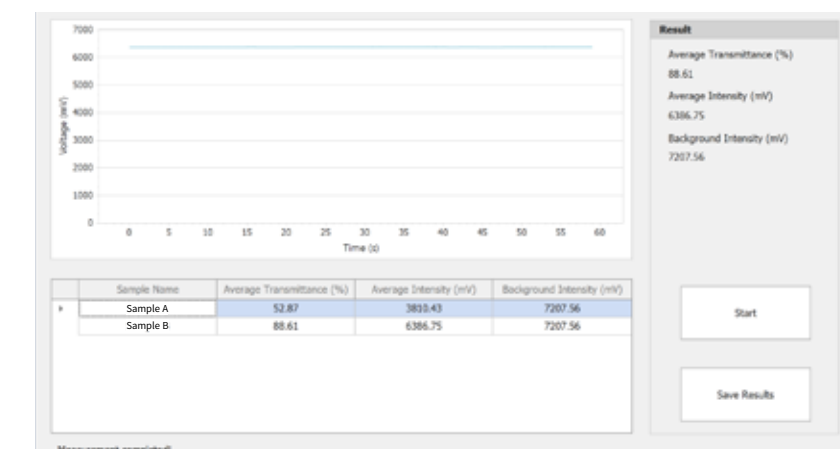 7000
6000
5000
4000
3000
2000
1000
0
Voltage (mV)
0 5 10 15 20 25 30 35 40 45 50 55 60
Time (s)
Result
Average Transmittance (%)
88.61
Average Intensity (mV)
6386.75
Background Intensity (mV)
7207.56
Sample Name Average Transmittance (%) Average Intensity (mV) Background Intensity (mV)
Sample A 52.87 3810.43 7207.56
Sample B 88.61 6386.75 7207.56
Start
Save Results